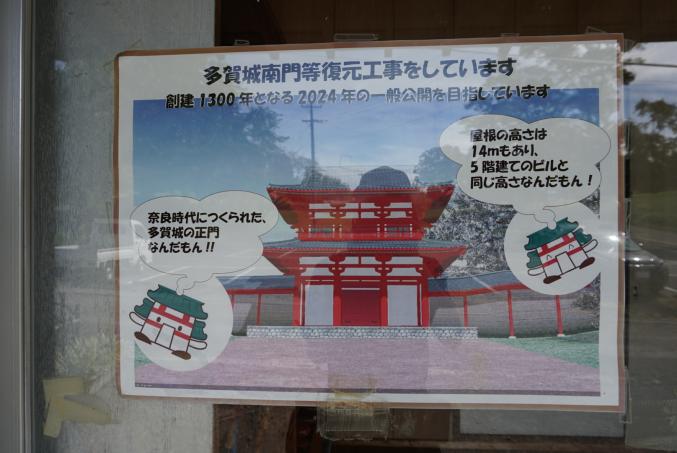 多賀城南門等復元工事をしています
創建1300年となる2024年の一般公開を目指しています
屋根の高さは
14mもあり、
5階建てのビルと
同じ高さなんだもん！
奈良時代につくられた、
多賀城の正門
なんだもん!!